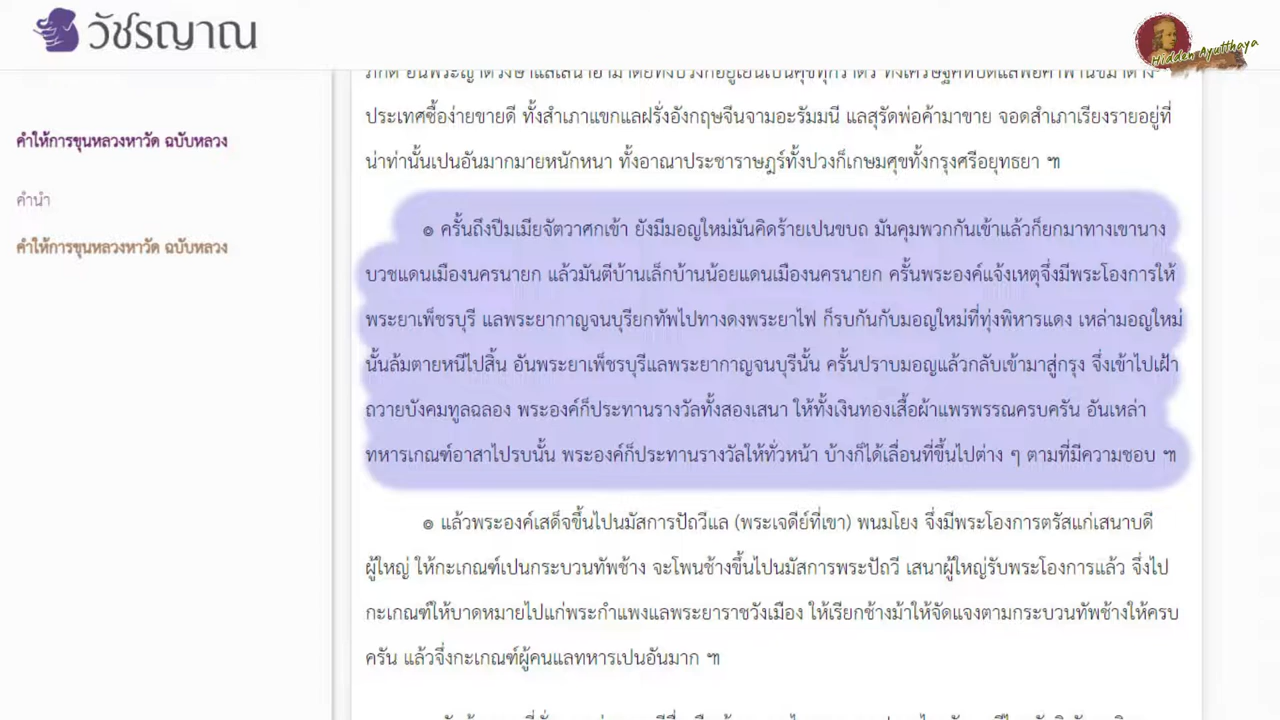 วัชรญาณ
Hidden Ayutthaya
คำให้การขุนหลวงหาวัด ฉบับหลวง
คำนำ
คำให้การขุนหลวงหาวัด ฉบับหลวง
ประเทศซื้อง่ายขายดี ทั้งสำเภาแขกแลฝรั่งอังกฤษจีนจามอะรัมมนี แลสุรัดพ่อค้ามาขาย จอดสำเภาเรียงรายอยู่ที่
น่าท่านั้นเปนอันมากมายหนักหนา ทั้งอาณาประชาราษฎร์ทั้งปวงก็เกษมศุขทั้งกรุงศรีอยุทธยา ฯ
๏ ครั้นถึงปีมเมียจัตวาศกเข้า ยังมีมอญใหม่มันคิดร้ายเปนขบถ มันคุมพวกกันเข้าแล้วก็ยกมาทางเขานาง
บวชแดนเมืองนครนายก แล้วมันตีบ้านเล็กบ้านน้อยแดนเมืองนครนายก ครั้นพระองค์แจ้งเหตุจึ่งมีพระโองการให้
พระยาเพ็ชรบุรี แลพระยากาญจนบุรียกทัพไปทางดงพระยาไฟ ก็รบกันกับมอญใหม่ที่ทุ่งพิหารแดง เหล่ามอญใหม่
นั้นล้มตายหนีไปสิ้น อันพระยาเพ็ชรบุรีแลพระยากาญจนบุรีนั้น ครั้นปราบมอญแล้วกลับเข้ามาสู่กรุง จึ่งเข้าไปเฝ้า
ถวายบังคมทูลฉลอง พระองค์ก็ประทานรางวัลทั้งสองเสนา ให้ทั้งเงินทองเสื้อผ้าแพรพรรณครบครัน อันเหล่า
ทหารเกณฑ์อาสาไปรบนั้น พระองค์ก็ประทานรางวัลให้ทั่วหน้า บ้างก็ได้เลื่อนที่ขึ้นไปต่าง ๆ ตามที่มีความชอบ ฯ
๏ แล้วพระองค์เสด็จขึ้นไปนมัสการปัถวีแล (พระเจดีย์ที่เขา) พนมโยง จึ่งมีพระโองการตรัสแก่เสนาบดี
ผู้ใหญ่ ให้กะเกณฑ์เปนกระบวนทัพช้าง จะโพนช้างขึ้นไปนมัสการพระปัถวี เสนาผู้ใหญ่รับพระโองการแล้ว จึ่งไป
กะเกณฑ์ให้บาดหมายไปแก่พระกำแพงแลพระยาราชวังเมือง ให้เรียกช้างม้าให้จัดแจงตามกระบวนทัพช้างให้ครบ
ครัน แล้วจึ่งกะเกณฑ์ผู้คนแลทหารเปนอันมาก ฯ